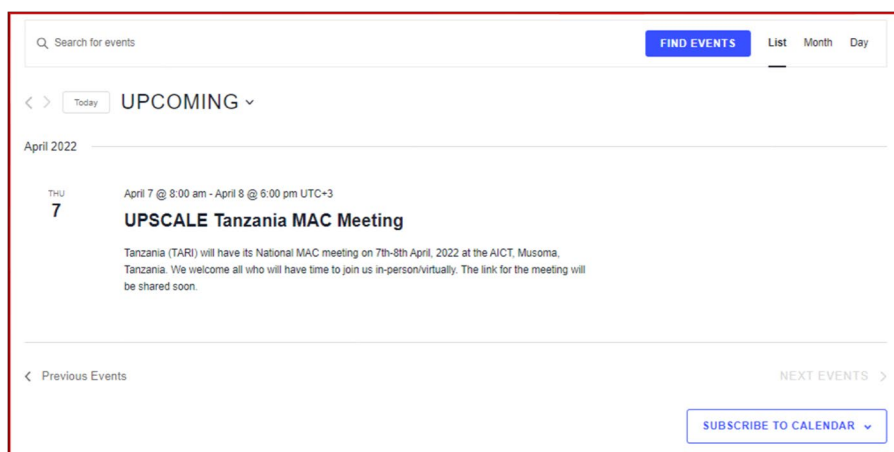 Search for events
FIND EVENTS
List Month Day
Today
UPCOMING
April 2022
THU
7
April 7 @ 8:00 am - April 8 @ 6:00 pm UTC+3
UPSCALE Tanzania MAC Meeting
Tanzania (TARI) will have its National MAC meeting on 7th-8th April, 2022 at the AICT, Musoma,
Tanzania. We welcome all who will have time to join us in-person/virtually. The link for the meeting will
be shared soon.
Previous Events
NEXT EVENTS
SUBSCRIBE TO CALENDAR